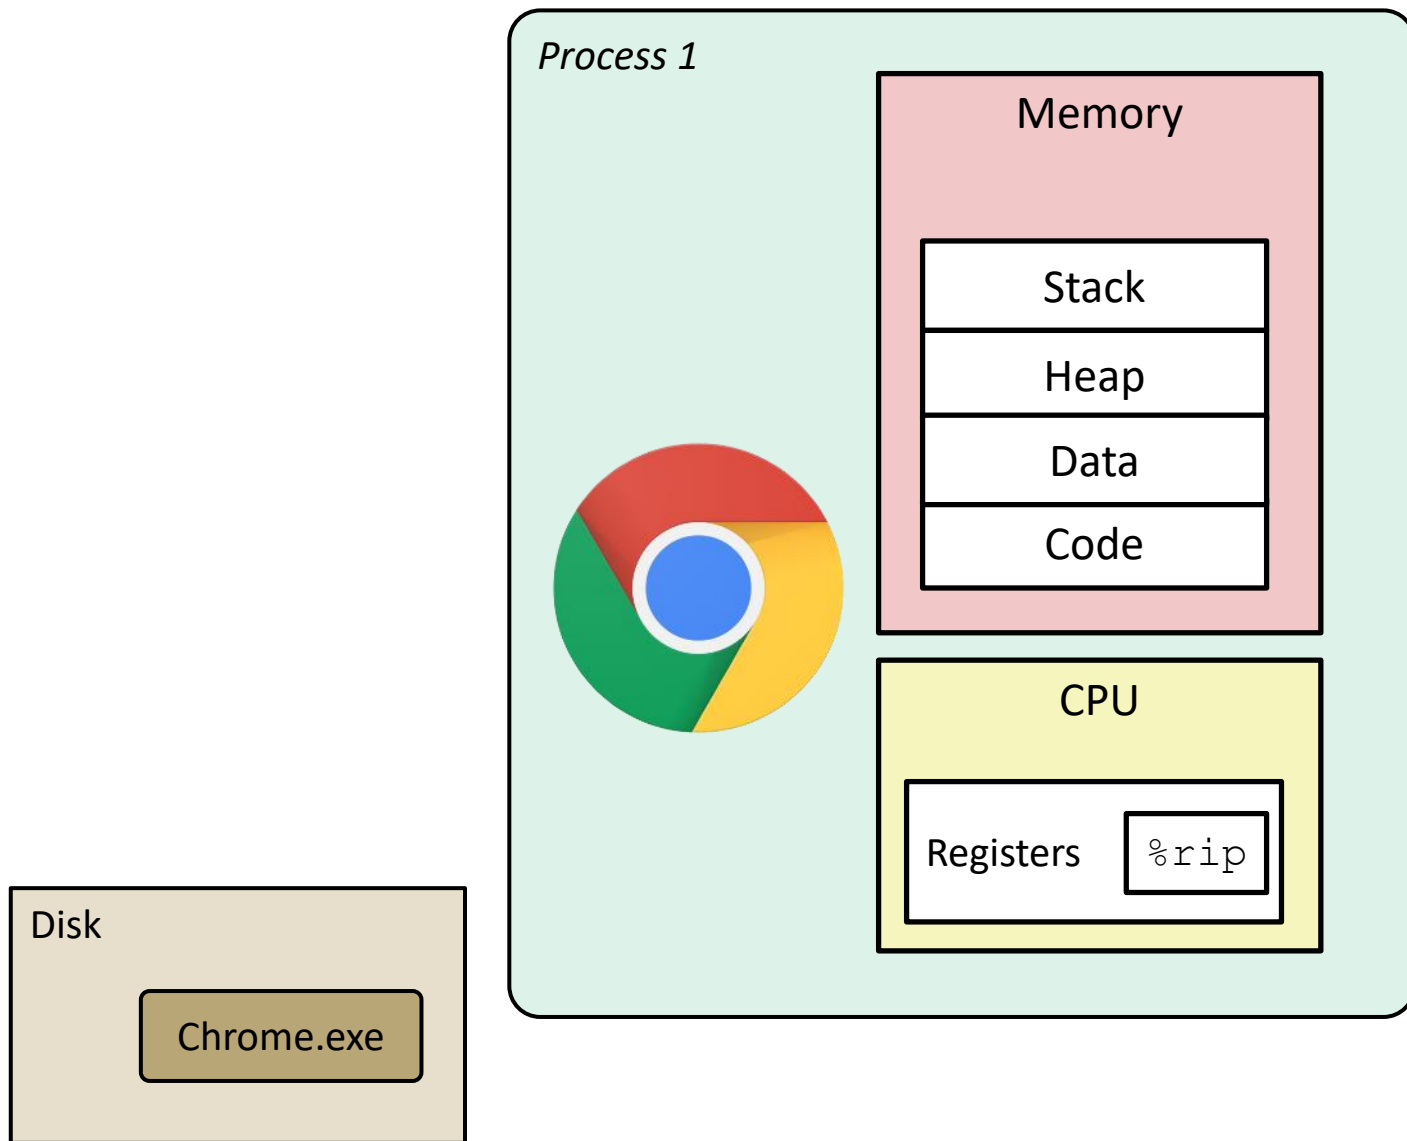 Process 1
Memory
Stack
Heap
Data
Code
CPU
Registers
%rip
Disk
Chrome.exe